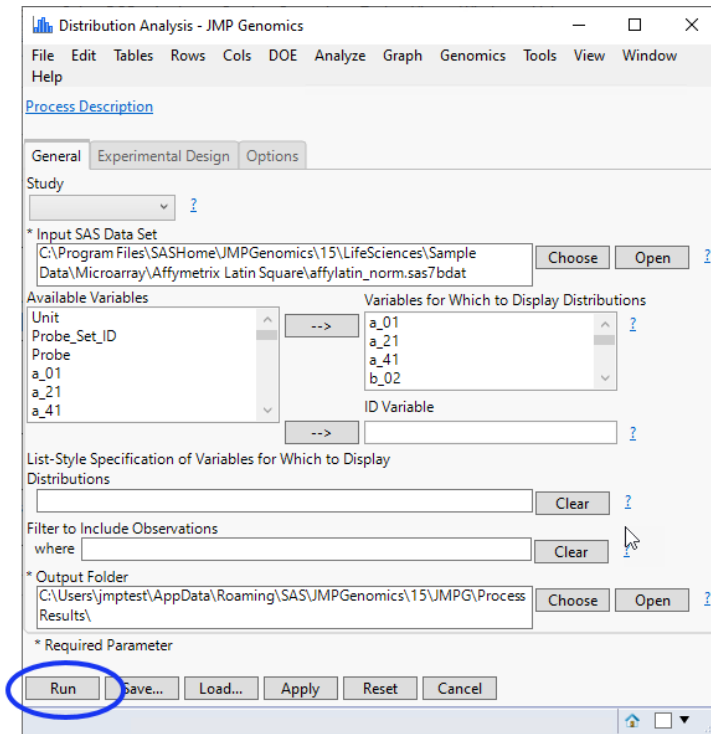 Distribution Analysis - JMP Genomics
File Edit Tables Rows Cols DOE Analyze Graph Genomics Tools View Window
Help
Process Description
General Experimental Design Options
Study
?
* Input SAS Data Set
C:\Program Files\SASHome\JMPGenomics\15\LifeSciences\Sample
Data\Microarray\Affymetrix Latin Square\affylatin_norm.sas7bdat
Choose Open ?
Available Variables
Unit
Probe_Set_ID
Probe
a_01
a_21
a_41
-->
Variables for Which to Display Distributions
a_01
a_21
a_41
b_02
?
ID Variable
-->
?
List-Style Specification of Variables for Which to Display
Distributions
Clear ?
Filter to Include Observations
where
Clear ?
* Output Folder
C:\Users\jmptest\AppData\Roaming\SAS\JMPGenomics\15\JMPG\Process
Results\
Choose Open ?
* Required Parameter
Run Save... Load... Apply Reset Cancel